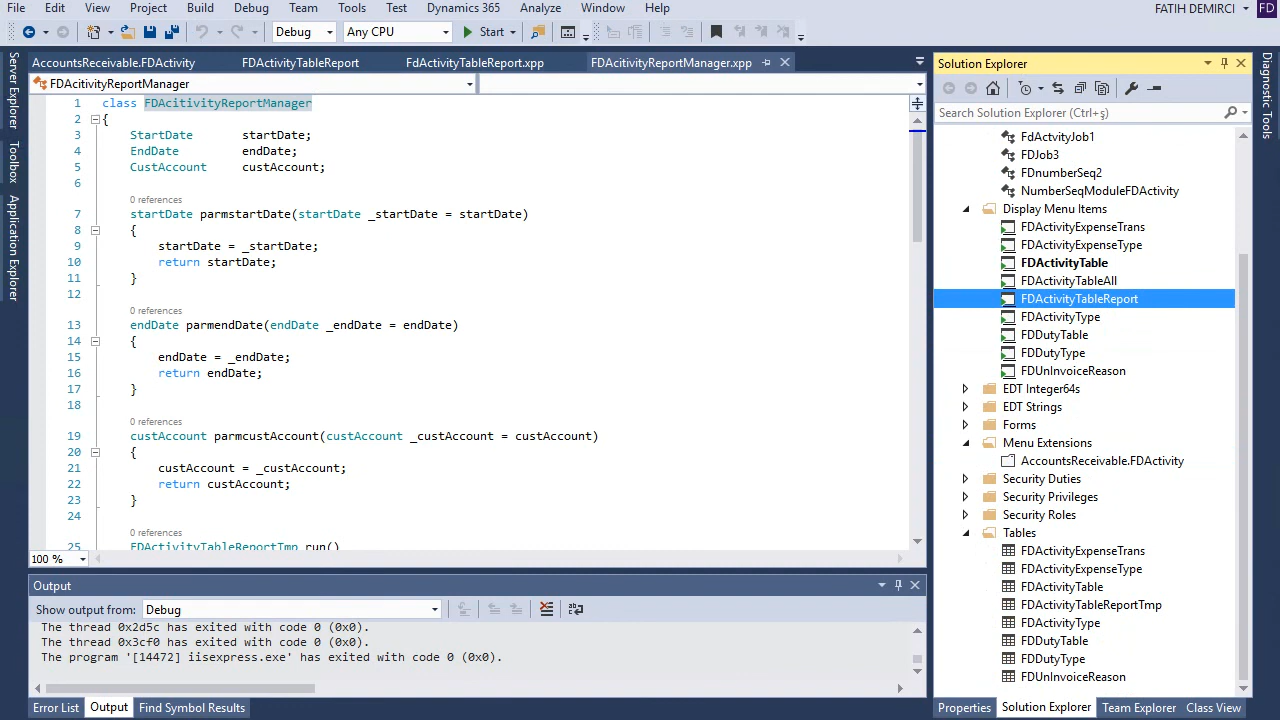 File Edit View Project Build Debug Team Tools Test Dynamics 365 Analyze Window Help FATIH DEMIRCI FD
Debug Any CPU Start
AccountsReceivable.FDActivity FDActivityTableReport FdActivityTableReport.xpp FDAcitivityReportManager.xpp
FDAcitivityReportManager
1 class FDAcitivityReportManager
2 {
3 StartDate startDate;
4 EndDate endDate;
5 CustAccount custAccount;
6
0 references
7 startDate parmstartDate(startDate _startDate = startDate)
8 {
9 startDate = _startDate;
10 return startDate;
11 }
12
0 references
13 endDate parmendDate(endDate _endDate = endDate)
14 {
15 endDate = _endDate;
16 return endDate;
17 }
18
0 references
19 custAccount parmcustAccount(custAccount _custAccount = custAccount)
20 {
21 custAccount = _custAccount;
22 return custAccount;
23 }
24
0 references
25 FDActivityTableReportTmp run()
100 %
Output
Show output from: Debug
The thread 0x2d5c has exited with code 0 (0x0).
The thread 0x3cf0 has exited with code 0 (0x0).
The program '[14472] iisexpress.exe' has exited with code 0 (0x0).
Error List Output Find Symbol Results
Server Explorer
Toolbox
Application Explorer
Solution Explorer
Search Solution Explorer (Ctrl+ş)
FdActvityJob1
FDJob3
FDnumberSeq2
NumberSeqModuleFDActivity
Display Menu Items
FDActivityExpenseTrans
FDActivityExpenseType
FDActivityTable
FDActivityTableAll
FDActivityTableReport
FDActivityType
FDDutyTable
FDDutyType
FDUnInvoiceReason
EDT Integer64s
EDT Strings
Forms
Menu Extensions
AccountsReceivable.FDActivity
Security Duties
Security Privileges
Security Roles
Tables
FDActivityExpenseTrans
FDActivityExpenseType
FDActivityTable
FDActivityTableReportTmp
FDActivityType
FDDutyTable
FDDutyType
FDUnInvoiceReason
Properties Solution Explorer Team Explorer Class View
Diagnostic Tools